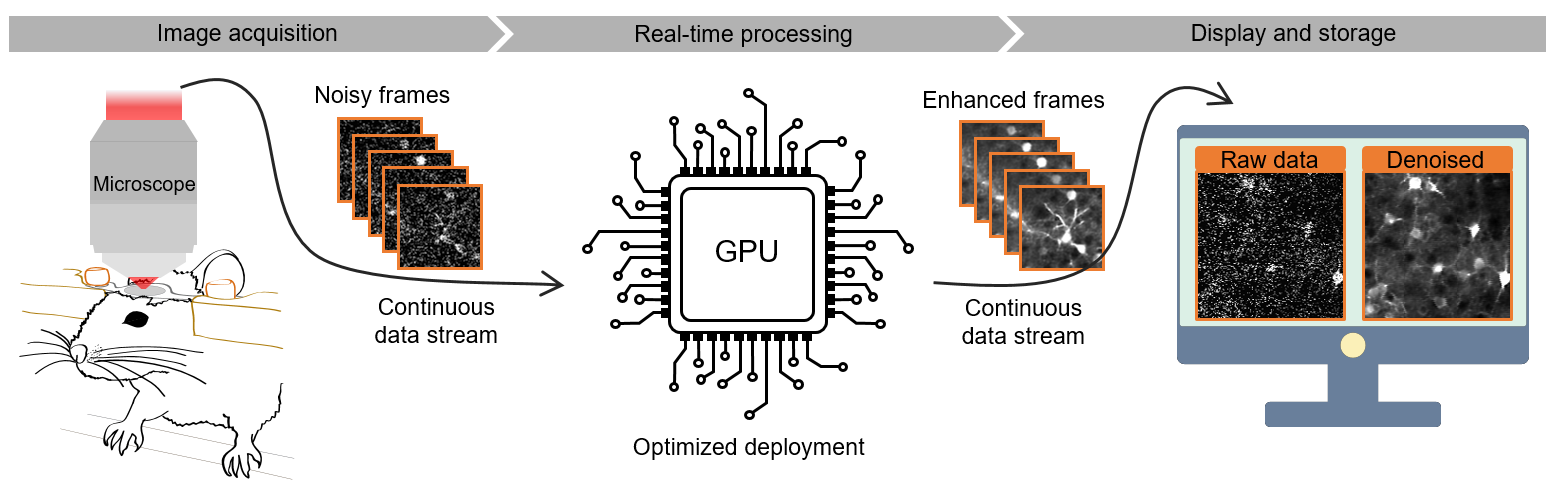 Image acquisition
Real-time processing
Display and storage
Noisy frames
Microscope
Continuous
data stream
GPU
Optimized deployment
Enhanced frames
Continuous
data stream
Raw data
Denoised